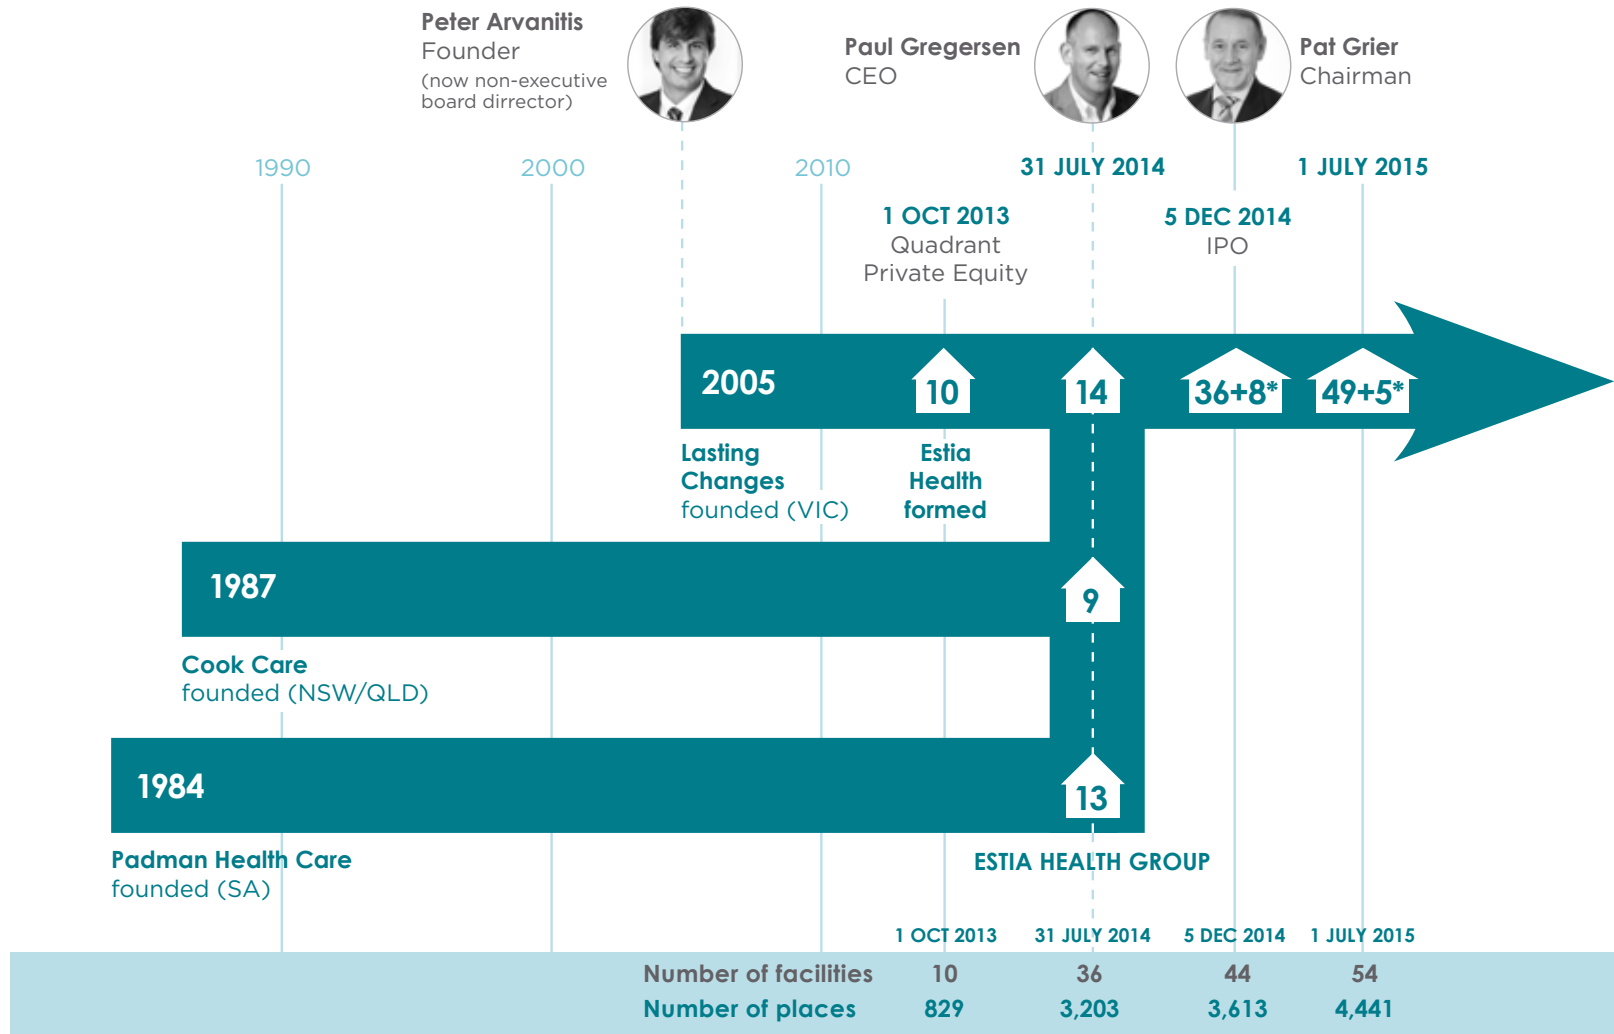 Peter Arvanitis
Founder
(now non-executive
board dirrector)
Paul Gregersen
CEO
Pat Grier
Chairman
1990
2000
2010
31 JULY 2014
1 JULY 2015
1 OCT 2013
Quadrant
Private Equity
5 DEC 2014
IPO
2005
10
14
36+8*
49+5*
Lasting
Changes
founded (VIC)
Estia
Health
formed
1987
9
Cook Care
founded (NSW/QLD)
1984
13
Padman Health Care
founded (SA)
ESTIA HEALTH GROUP
1 OCT 2013 31 JULY 2014 5 DEC 2014 1 JULY 2015
Number of facilities 10 36 44 54
Number of places 829 3,203 3,613 4,441